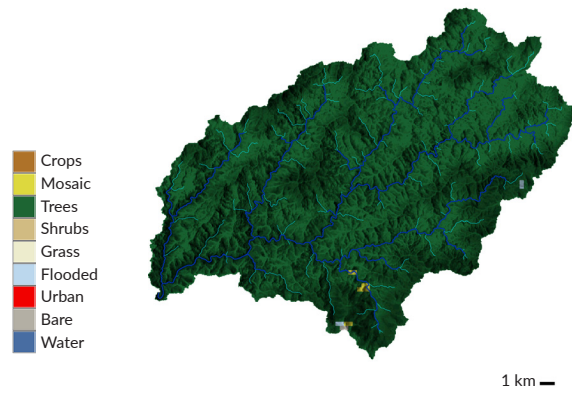 Crops
Mosaic
Trees
Shrubs
Grass
Flooded
Urban
Bare
Water
1 km